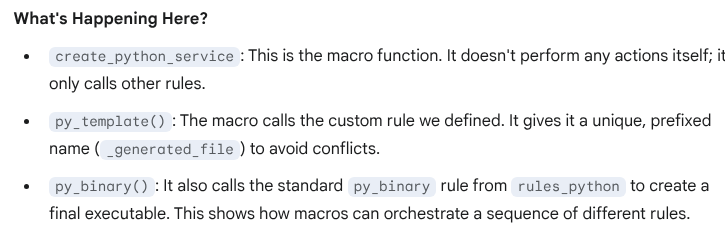 What's Happening Here?
• create_python_service : This is the macro function. It doesn't perform any actions itself; it
only calls other rules.
• py_template() : The macro calls the custom rule we defined. It gives it a unique, prefixed
name ( _generated_file ) to avoid conflicts.
• py_binary() : It also calls the standard py_binary rule from rules_python to create a
final executable. This shows how macros can orchestrate a sequence of different rules.